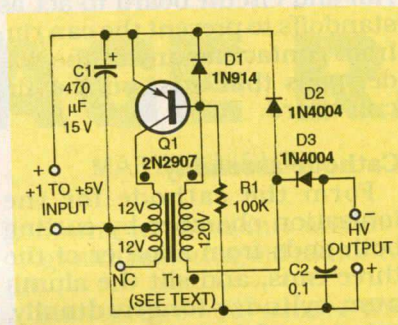 C1
470
µF
15 V
D1
1N914
Q1
2N2907
D2
1N4004
D3
1N4004
+
+1 TO +5V
INPUT
12V
12V
120V
R1
100K
NC
T1
(SEE TEXT)
C2
0.1
HV
OUTPUT
+